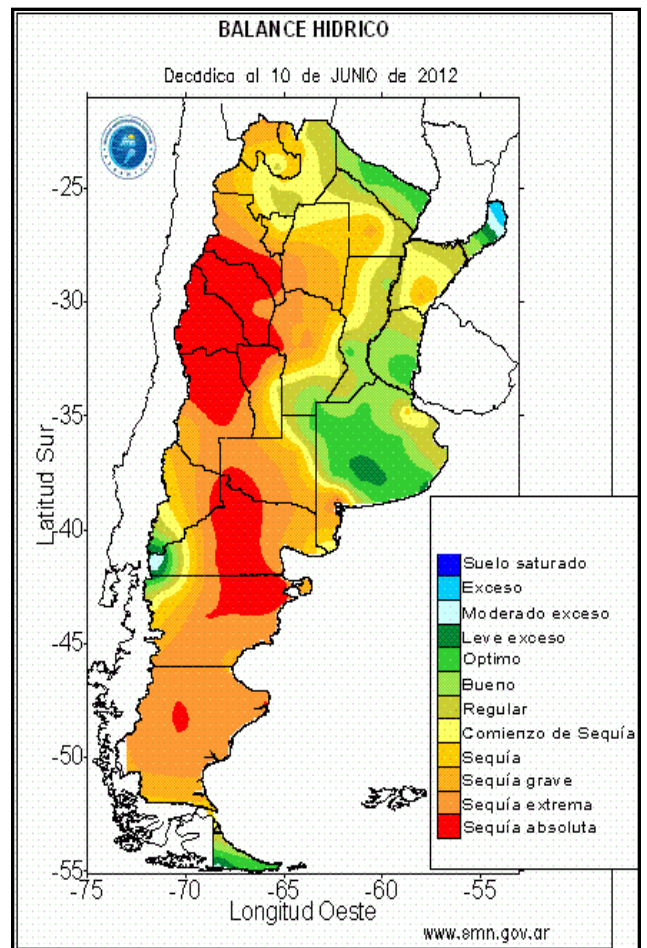 BALANCE HIDRICO
Decádica al 10 de JUNIO de 2012
-25
-30
-35
-40
-45
-50
-55
Latitud Sur
-75
-70
-65
-60
-55
Longitud Oeste
Suelo saturado
Exceso
Moderado exceso
Leve exceso
Optimo
Bueno
Regular
Comienzo de Sequía
Sequía
Sequía grave
Sequía extrema
Sequía absoluta
www.smn.gov.ar